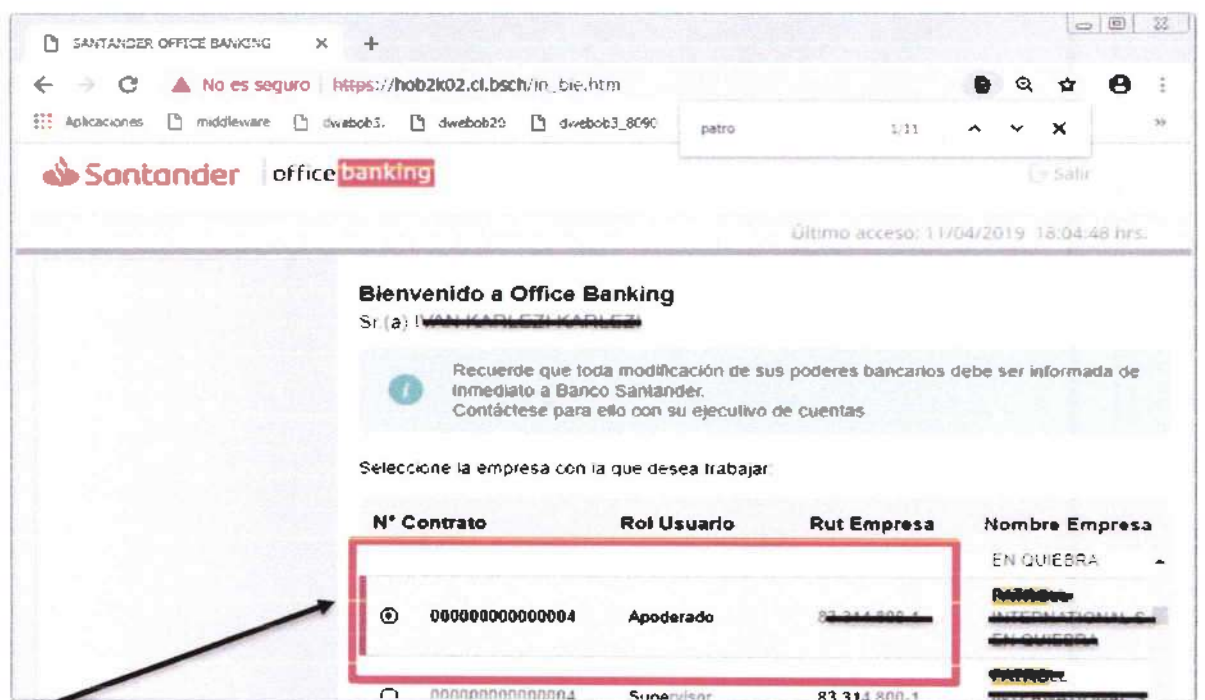 SANTANDER OFFICE BANKING
No es seguro https://hob2k02.cl.bsch/in_bie.htm
Aplicaciones middleware dwebob3. dwebob20 dwebob3_8090 patro 1/11
Santander office banking Salir
Último acceso: 11/04/2019 18:04:48 hrs.
Bienvenido a Office Banking
Sr.(a)
Recuerde que toda modificación de sus poderes bancarios debe ser informada de
inmediato a Banco Santander.
Contáctese para ello con su ejecutivo de cuentas
Seleccione la empresa con la que desea trabajar:
N° Contrato Rol Usuario Rut Empresa Nombre Empresa
EN QUIEBRA
000000000000004 Apoderado
000000000000004 Supervisor 83.314.800-1